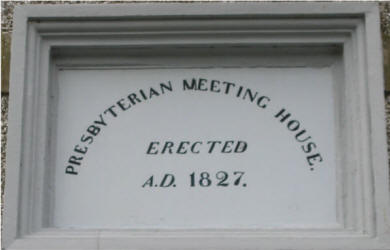 PRESBYTERIAN MEETING HOUSE.
ERECTED
A.D. 1827.